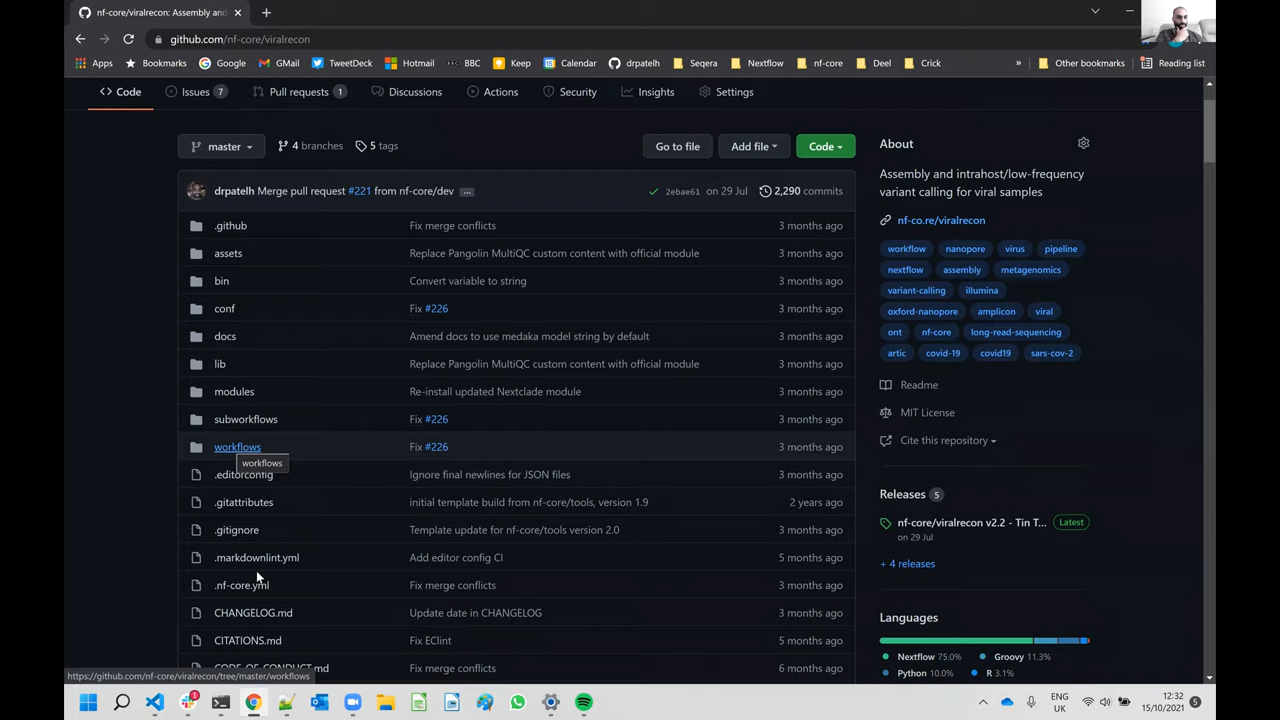 nf-core/viralrecon: Assembly and
github.com/nf-core/viralrecon
Apps Bookmarks Google GMail TweetDeck Hotmail BBC Keep Calendar drpatelh Seqera Nextflow nf-core Deel Crick » Other bookmarks Reading list
Code Issues 7 Pull requests 1 Discussions Actions Security Insights Settings
master 4 branches 5 tags Go to file Add file Code
drpatelh Merge pull request #221 from nf-core/dev ... 2ebae61 on 29 Jul 2,290 commits
.github Fix merge conflicts 3 months ago
assets Replace Pangolin MultiQC custom content with official module 3 months ago
bin Convert variable to string 3 months ago
conf Fix #226 3 months ago
docs Amend docs to use medaka model string by default 3 months ago
lib Replace Pangolin MultiQC custom content with official module 3 months ago
modules Re-install updated Nextclade module 3 months ago
subworkflows Fix #226 3 months ago
workflows Fix #226 3 months ago
workflows
.editorconfig Ignore final newlines for JSON files 3 months ago
.gitattributes initial template build from nf-core/tools, version 1.9 2 years ago
.gitignore Template update for nf-core/tools version 2.0 3 months ago
.markdownlint.yml Add editor config CI 5 months ago
.nf-core.yml Fix merge conflicts 3 months ago
CHANGELOG.md Update date in CHANGELOG 3 months ago
CITATIONS.md Fix EClint 5 months ago
CODE_OF_CONDUCT.md Fix merge conflicts 6 months ago
About
Assembly and intrahost/low-frequency
variant calling for viral samples
nf-co.re/viralrecon
workflow nanopore virus pipeline
nextflow assembly metagenomics
variant-calling illumina
oxford-nanopore amplicon viral
ont nf-core long-read-sequencing
artic covid-19 covid19 sars-cov-2
Readme
MIT License
Cite this repository
Releases 5
nf-core/viralrecon v2.2 - Tin T... Latest
on 29 Jul
+ 4 releases
Languages
Nextflow 75.0% Groovy 11.3%
Python 10.0% R 3.1%
https://github.com/nf-core/viralrecon/tree/master/workflows
1
ENG
UK
12:32
15/10/2021
5